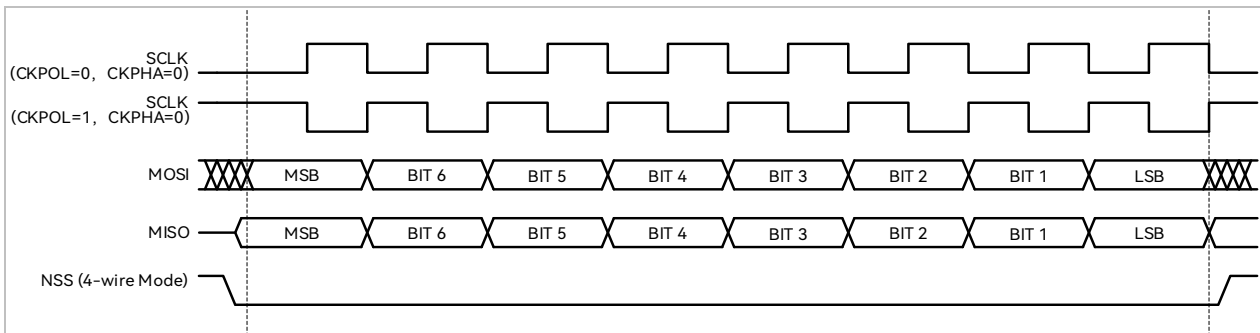 SCLK
(CKPOL=0, CKPHA=0)
SCLK
(CKPOL=1, CKPHA=0)
MOSI MSB BIT 6 BIT 5 BIT 4 BIT 3 BIT 2 BIT 1 LSB
MISO MSB BIT 6 BIT 5 BIT 4 BIT 3 BIT 2 BIT 1 LSB
NSS (4-wire Mode)